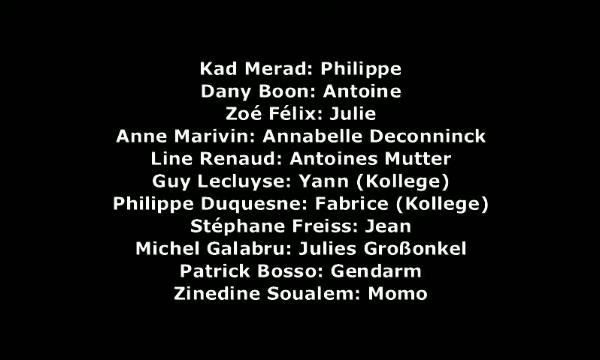 Kad Merad: Philippe
Dany Boon: Antoine
Zoé Félix: Julie
Anne Marivin: Annabelle Deconninck
Line Renaud: Antoines Mutter
Guy Lecluyse: Yann (Kollege)
Philippe Duquesne: Fabrice (Kollege)
Stéphane Freiss: Jean
Michel Galabru: Julies Großonkel
Patrick Bosso: Gendarm
Zinedine Soualem: Momo